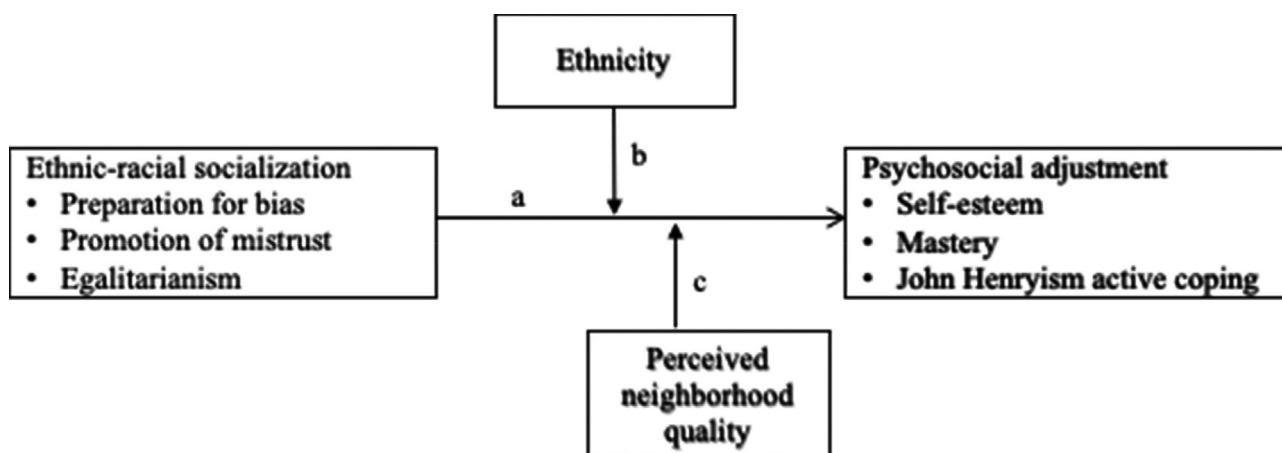 Ethnicity
b
Ethnic-racial socialization
• Preparation for bias
• Promotion of mistrust
• Egalitarianism
a
Psychosocial adjustment
• Self-esteem
• Mastery
• John Henryism active coping
c
Perceived
neighborhood
quality